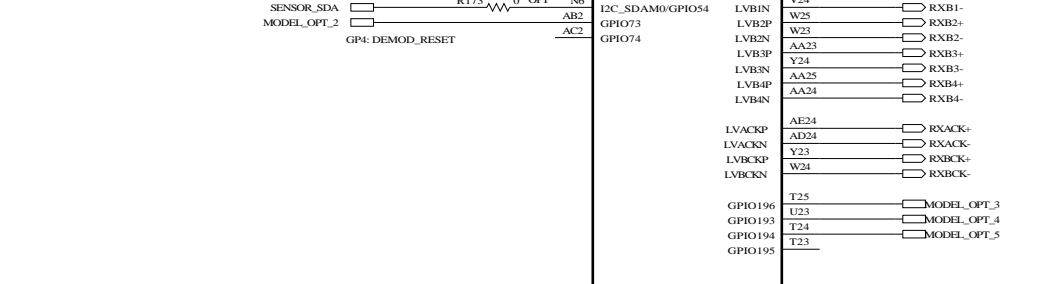 SENSOR_SDA R173 0 OPT N6 I2C_SDAM0/GPIO54 LVB1N V24 RXB1-
MODEL_OPT_2 AB2 GPIO73 LVB2P W25 RXB2+
GP4: DEMOD_RESET AC2 GPIO74 LVB2N W23 RXB2-
LVB3P AA23 RXB3+
LVB3N Y24 RXB3-
LVB4P AA25 RXB4+
LVB4N AA24 RXB4-
LVACKP AE24 RXACK+
LVACKN AD24 RXACK-
LVBCKP Y23 RXBCK+
LVBCKN W24 RXBCK-
GPIO196 T25 MODEL_OPT_3
GPIO193 U23 MODEL_OPT_4
GPIO194 T24 MODEL_OPT_5
GPIO195 T23